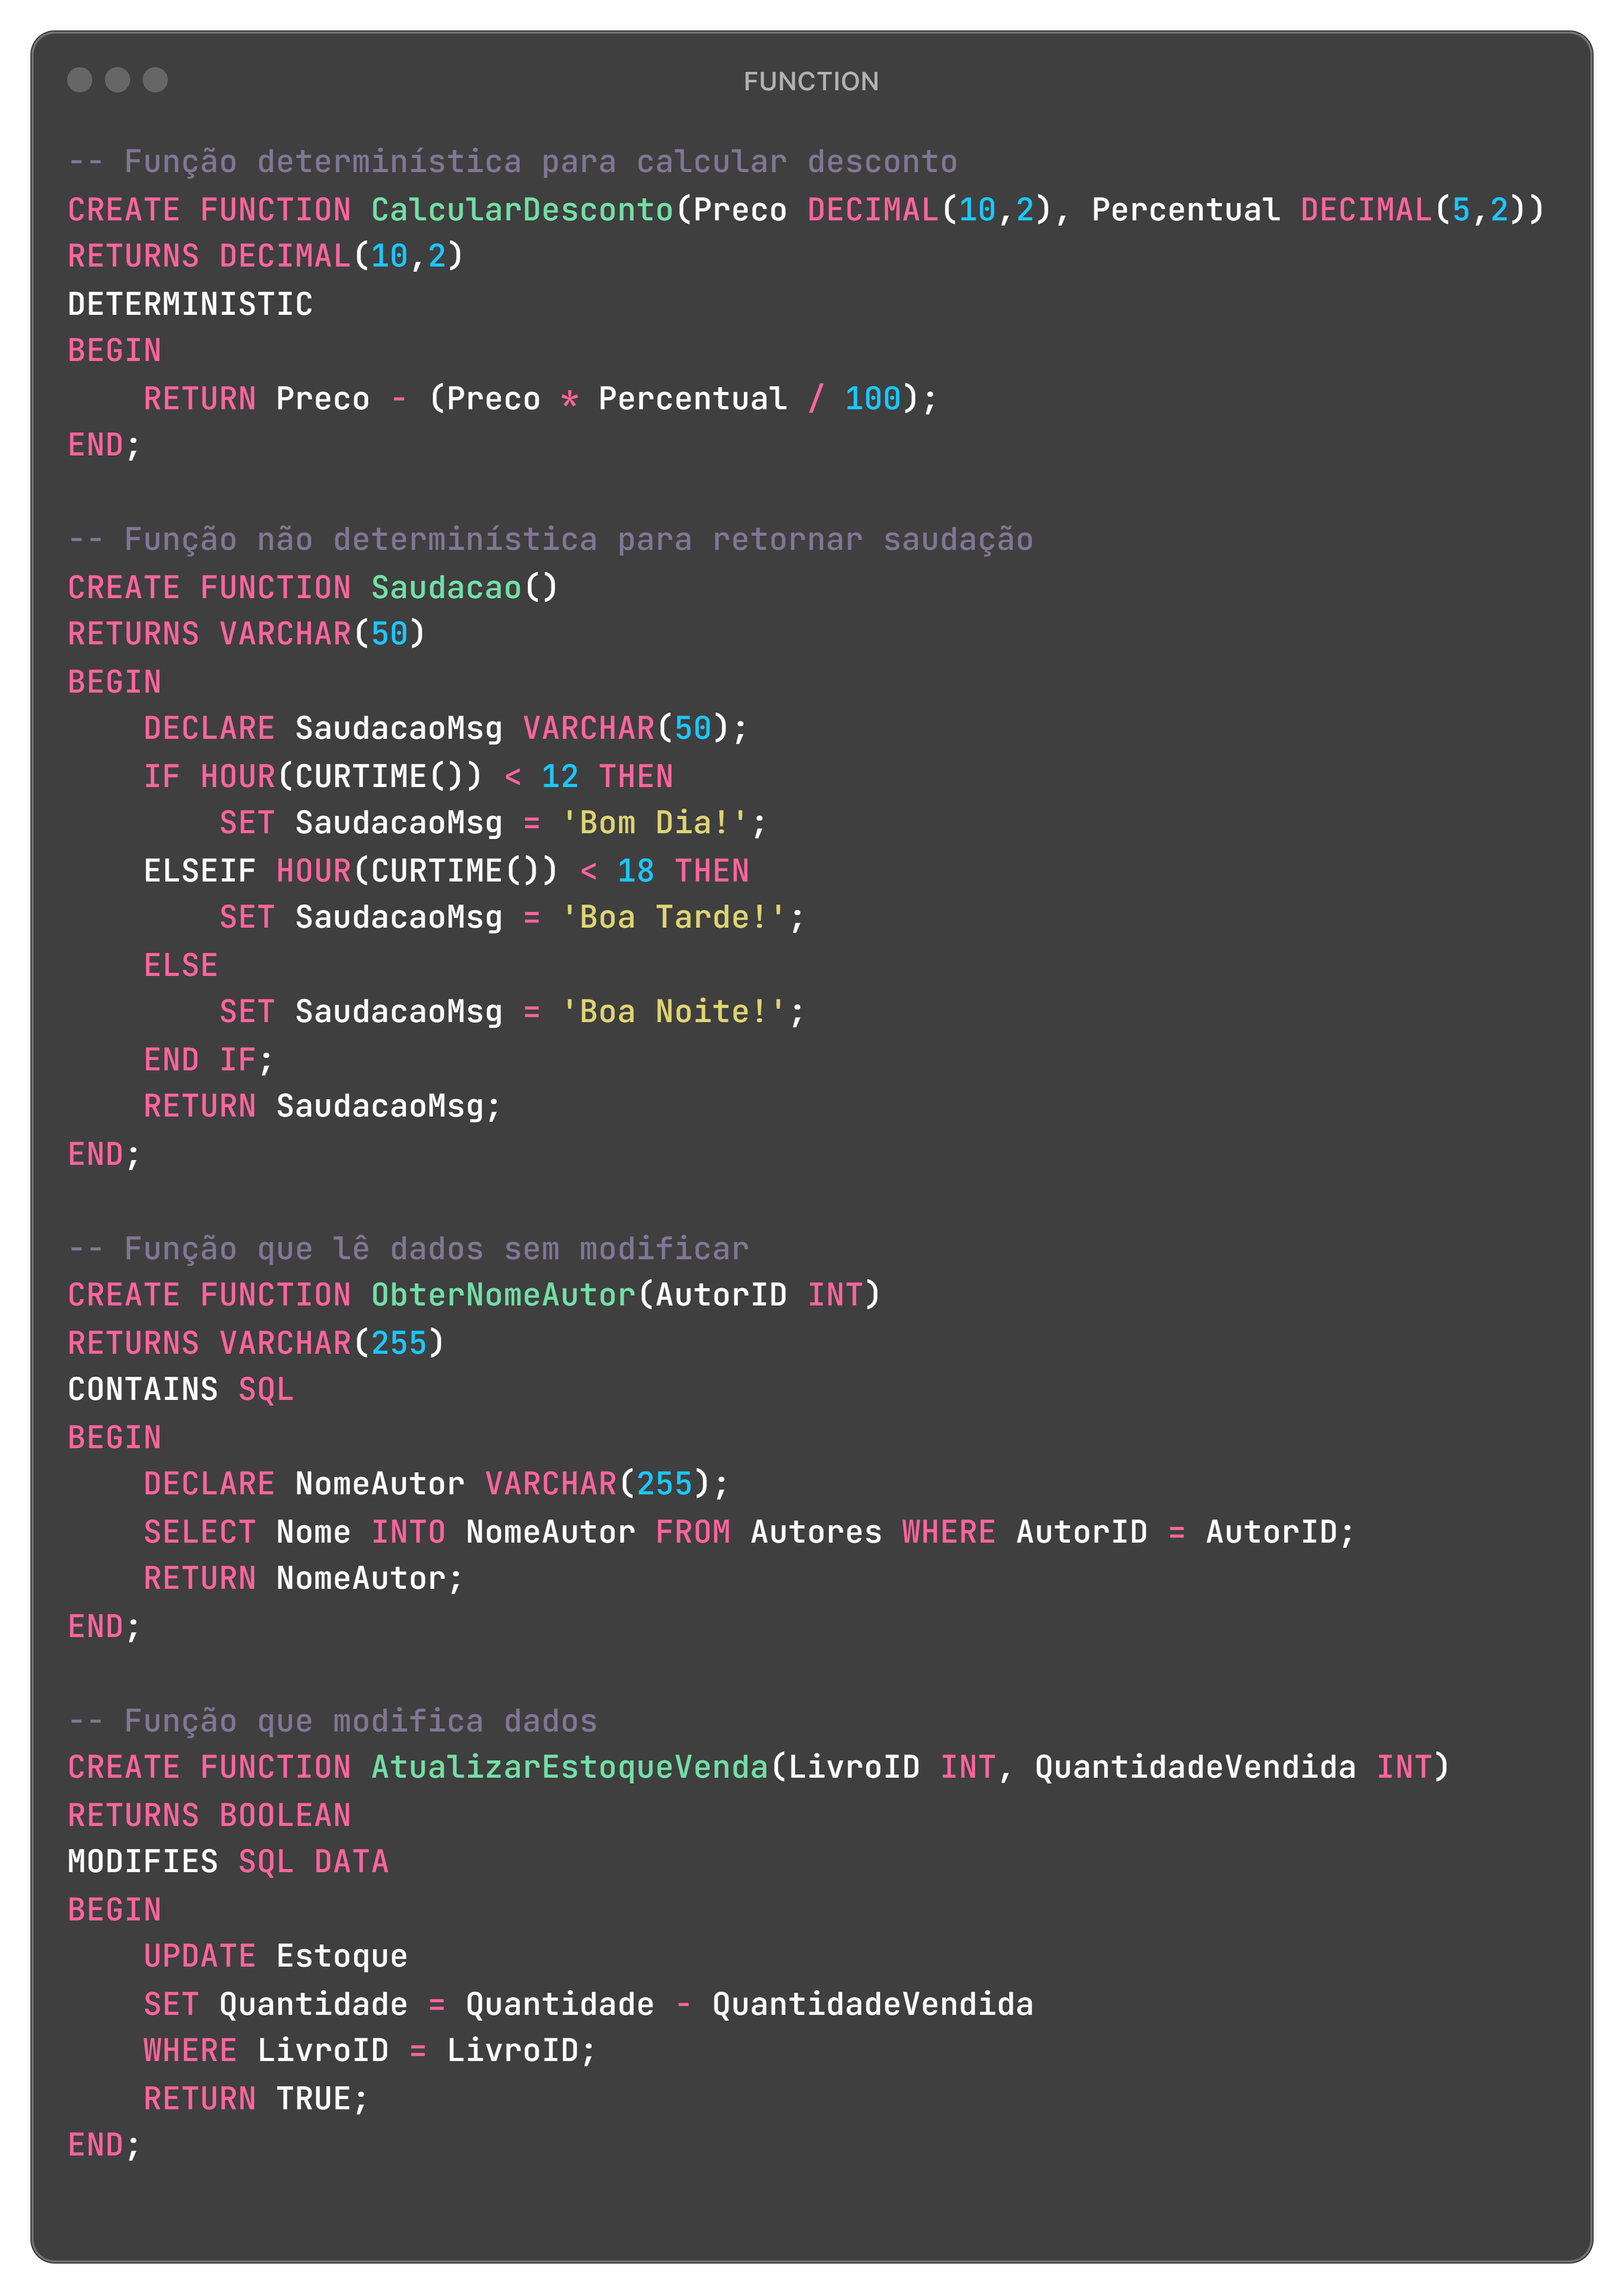 FUNCTION
-- Função determinística para calcular desconto
CREATE FUNCTION CalcularDesconto(Preco DECIMAL(10,2), Percentual DECIMAL(5,2))
RETURNS DECIMAL(10,2)
DETERMINISTIC
BEGIN
    RETURN Preco - (Preco * Percentual / 100);
END;

-- Função não determinística para retornar saudação
CREATE FUNCTION Saudacao()
RETURNS VARCHAR(50)
BEGIN
    DECLARE SaudacaoMsg VARCHAR(50);
    IF HOUR(CURTIME()) < 12 THEN
        SET SaudacaoMsg = 'Bom Dia!';
    ELSEIF HOUR(CURTIME()) < 18 THEN
        SET SaudacaoMsg = 'Boa Tarde!';
    ELSE
        SET SaudacaoMsg = 'Boa Noite!';
    END IF;
    RETURN SaudacaoMsg;
END;

-- Função que lê dados sem modificar
CREATE FUNCTION ObterNomeAutor(AutorID INT)
RETURNS VARCHAR(255)
CONTAINS SQL
BEGIN
    DECLARE NomeAutor VARCHAR(255);
    SELECT Nome INTO NomeAutor FROM Autores WHERE AutorID = AutorID;
    RETURN NomeAutor;
END;

-- Função que modifica dados
CREATE FUNCTION AtualizarEstoqueVenda(LivroID INT, QuantidadeVendida INT)
RETURNS BOOLEAN
MODIFIES SQL DATA
BEGIN
    UPDATE Estoque
    SET Quantidade = Quantidade - QuantidadeVendida
    WHERE LivroID = LivroID;
    RETURN TRUE;
END;